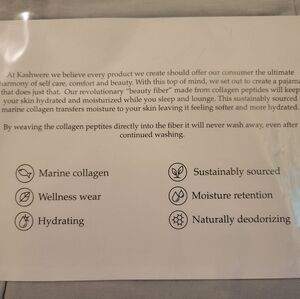 At Kashwere we believe every product we create should offer our consumer the ultimate
harmony of self care, comfort and beauty. With this top of mind, we set out to create a pajama
that does just that. Our revolutionary "beauty fiber" made from collagen peptides will keep
your skin hydrated and moisturized while you sleep and lounge. This sustainably sourced
marine collagen transfers moisture to your skin leaving it feeling softer and more hydrated.
By weaving the collagen peptides directly into the fiber it will never wash away, even after
continued washing.
Marine collagen
Sustainably sourced
Wellness wear
Moisture retention
Hydrating
Naturally deodorizing